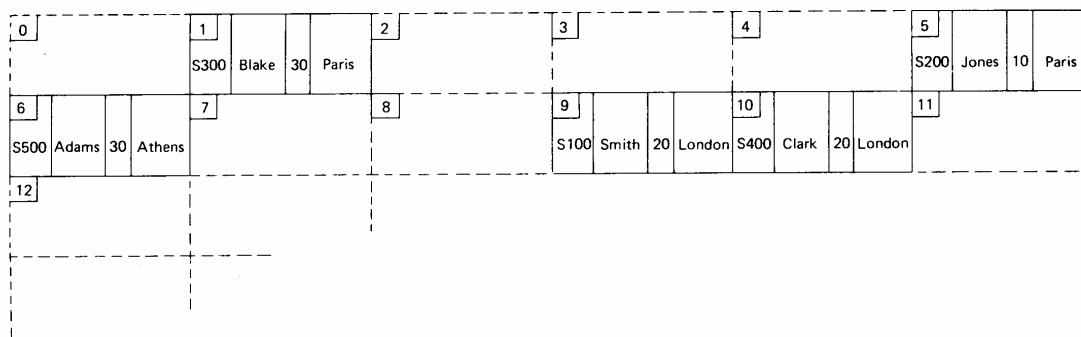 0 1 2 3 4 5
S300 Blake 30 Paris S200 Jones 10 Paris
6 7 8 9 10 11
S500 Adams 30 Athens S100 Smith 20 London S400 Clark 20 London
12